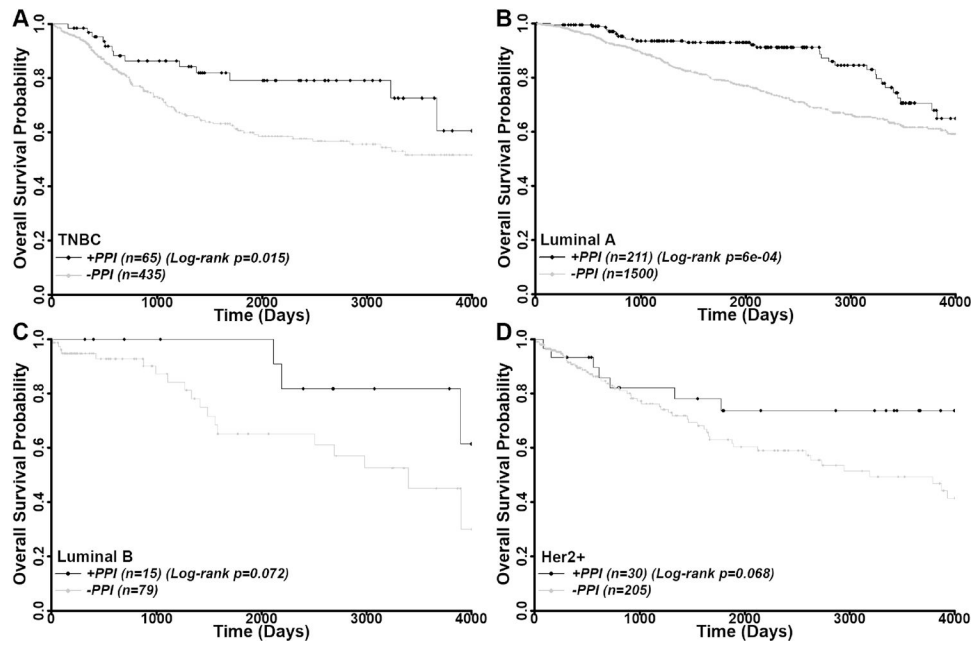 A
Overall Survival Probability
1.0
0.8
0.6
0.4
0.2
0.0
TNBC
+PPI (n=65) (Log-rank p=0.015)
-PPI (n=435)
0 1000 2000 3000 4000
Time (Days)
B
Overall Survival Probability
1.0
0.8
0.6
0.4
0.2
0.0
Luminal A
+PPI (n=211) (Log-rank p=6e-04)
-PPI (n=1500)
0 1000 2000 3000 4000
Time (Days)
C
Overall Survival Probability
1.0
0.8
0.6
0.4
0.2
0.0
Luminal B
+PPI (n=15) (Log-rank p=0.072)
-PPI (n=79)
0 1000 2000 3000 4000
Time (Days)
D
Overall Survival Probability
1.0
0.8
0.6
0.4
0.2
0.0
Her2+
+PPI (n=30) (Log-rank p=0.068)
-PPI (n=205)
0 1000 2000 3000 4000
Time (Days)